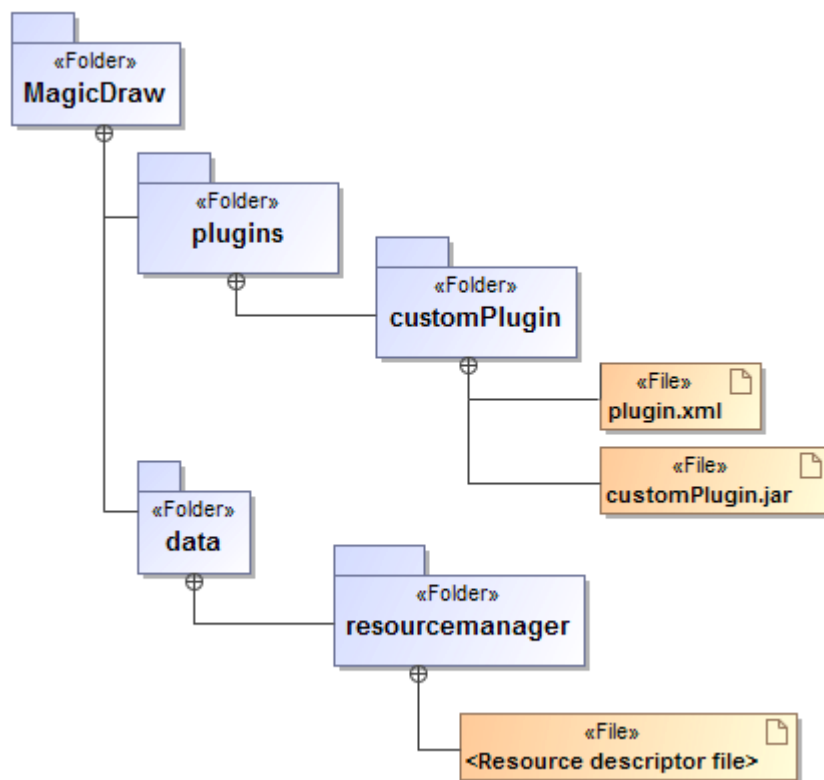 «Folder»
MagicDraw
«Folder»
plugins
«Folder»
customPlugin
«File»
plugin.xml
«File»
customPlugin.jar
«Folder»
data
«Folder»
resourcemanager
«File»
<Resource descriptor file>